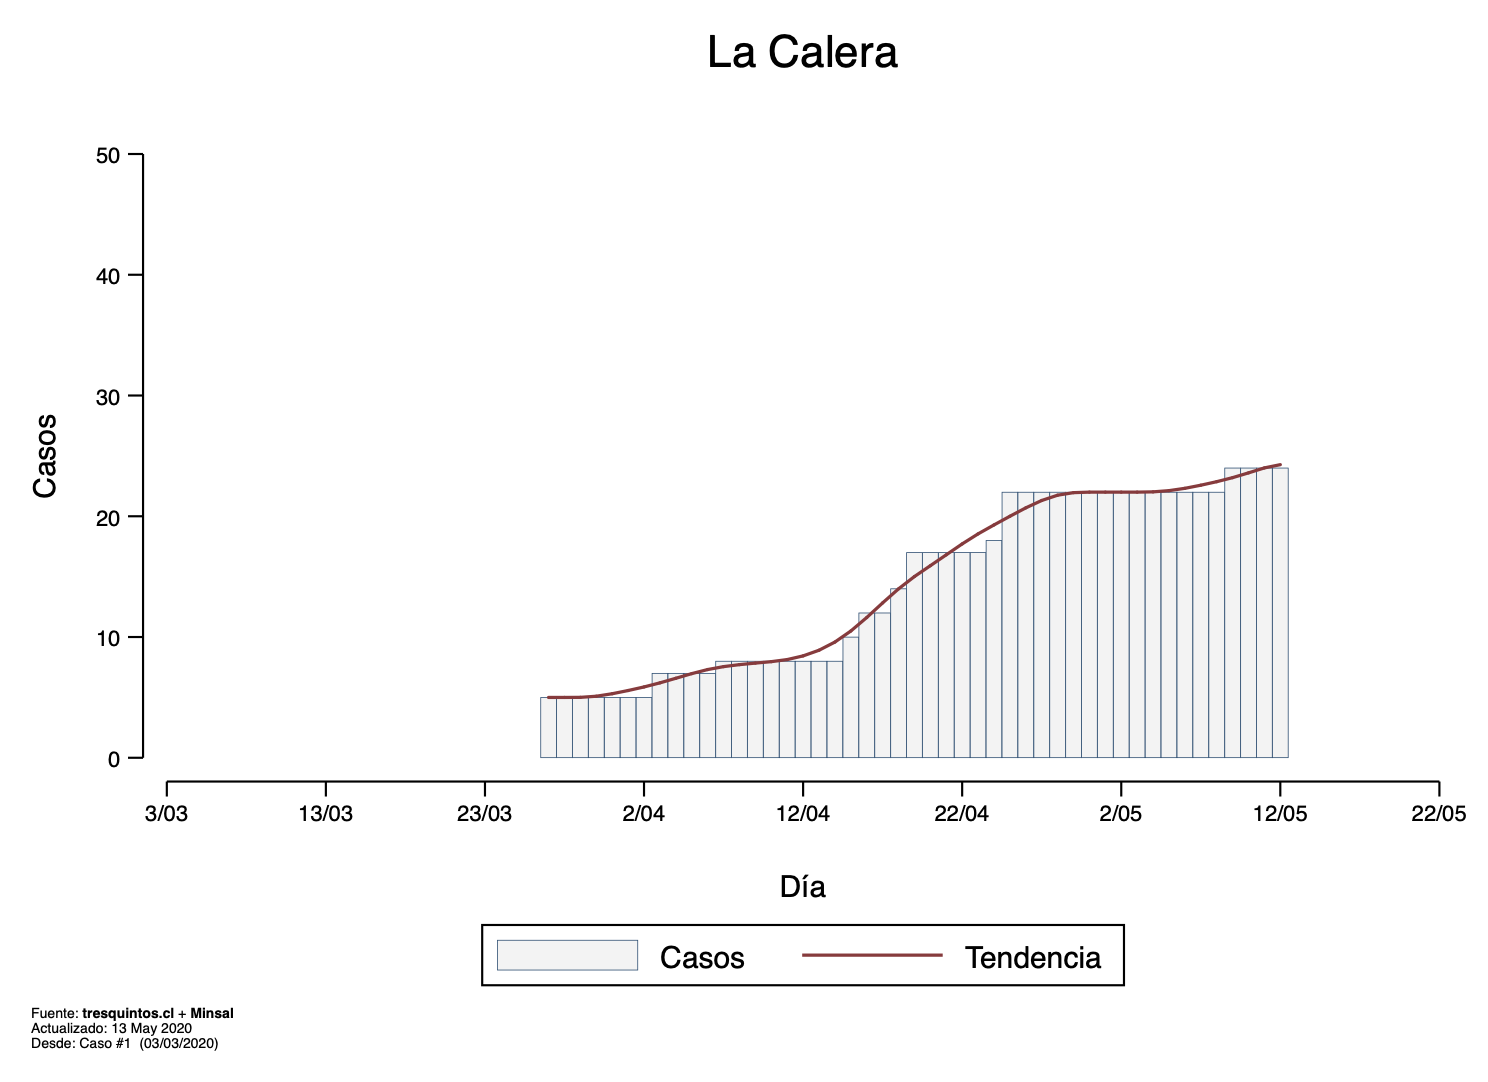 La Calera
50
40
30
20
10
0
Casos
3/03 13/03 23/03 2/04 12/04 22/04 2/05 12/05 22/05
Día
Casos Tendencia
Fuente: tresquintos.cl + Minsal
Actualizado: 13 May 2020
Desde: Caso #1 (03/03/2020)